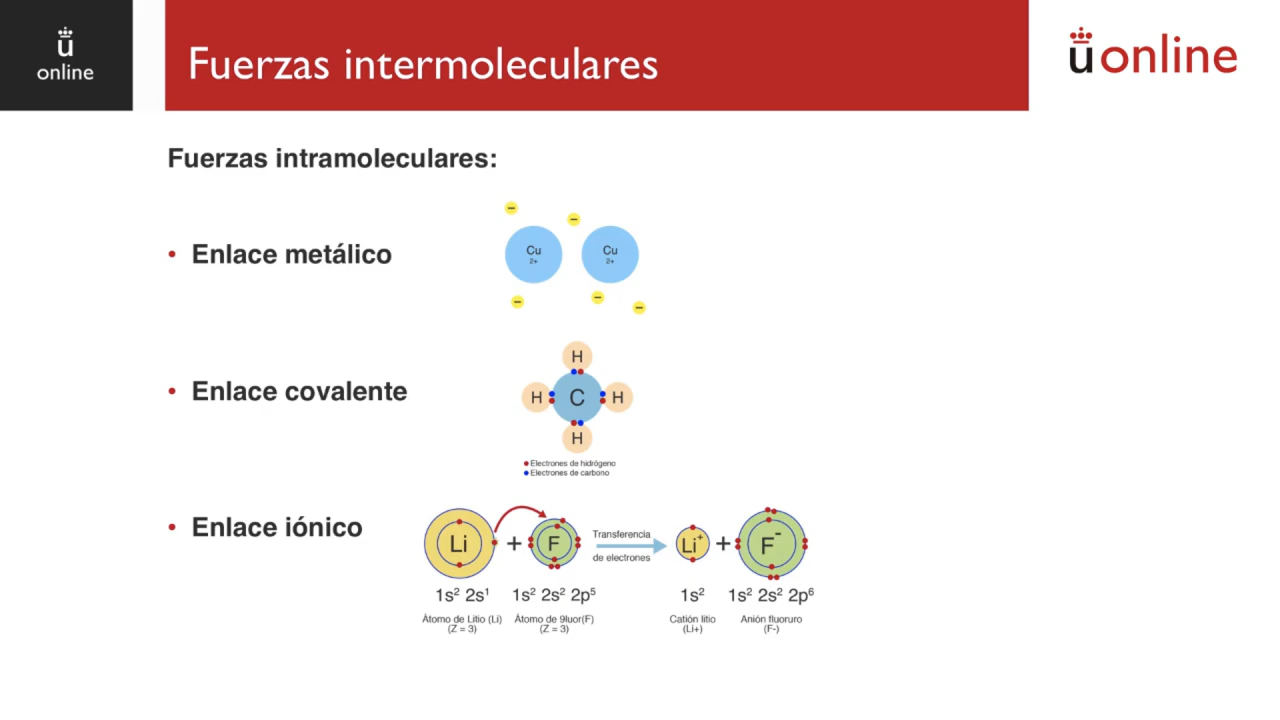 ü
online
Fuerzas intermoleculares
üonline
Fuerzas intramoleculares:
• Enlace metálico
− − − − −
Cu Cu
2+ 2+
• Enlace covalente
H
H C H
H
• Electrones de hidrógeno
• Electrones de carbono
• Enlace iónico
Li + F Transferencia de electrones Li⁺ + F⁻
1s² 2s¹ 1s² 2s² 2p⁵ 1s² 1s² 2s² 2p⁶
Átomo de Litio (Li) Átomo de 9luor(F) Catión litio Anión fluoruro
(Z = 3) (Z = 3) (Li+) (F-)